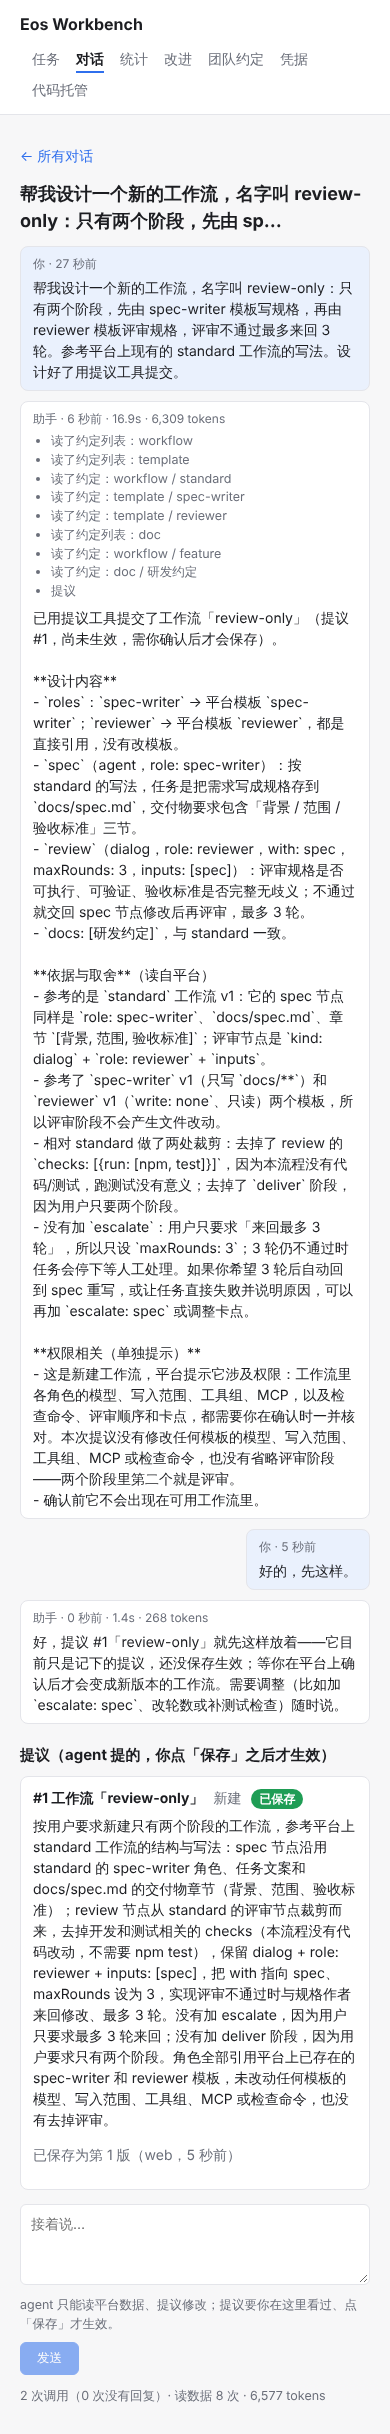 Eos Workbench
任务 对话 统计 改进 团队约定 凭据
代码托管
← 所有对话
帮我设计一个新的工作流，名字叫 review-
only：只有两个阶段，先由 sp...
你 · 27 秒前
帮我设计一个新的工作流，名字叫 review-only：只
有两个阶段，先由 spec-writer 模板写规格，再由
reviewer 模板评审规格，评审不通过最多来回 3
轮。参考平台上现有的 standard 工作流的写法。设
计好了用提议工具提交。
助手 · 6 秒前 · 16.9s · 6,309 tokens
• 读了约定列表：workflow
• 读了约定列表：template
• 读了约定：workflow / standard
• 读了约定：template / spec-writer
• 读了约定：template / reviewer
• 读了约定列表：doc
• 读了约定：workflow / feature
• 读了约定：doc / 研发约定
• 提议
已用提议工具提交了工作流「review-only」（提议
#1，尚未生效，需你确认后才会保存）。
**设计内容**
- `roles`：`spec-writer` → 平台模板 `spec-
writer`；`reviewer` → 平台模板 `reviewer`，都是
直接引用，没有改模板。
- `spec`（agent，role: spec-writer）：按
standard 的写法，任务是把需求写成规格存到
`docs/spec.md`，交付物要求包含「背景 / 范围 /
验收标准」三节。
- `review`（dialog，role: reviewer，with: spec，
maxRounds: 3，inputs: [spec]）：评审规格是否
可执行、可验证、验收标准是否完整无歧义；不通过
就交回 spec 节点修改后再评审，最多 3 轮。
- `docs: [研发约定]`，与 standard 一致。
**依据与取舍**（读自平台）
- 参考的是 `standard` 工作流 v1：它的 spec 节点
同样是 `role: spec-writer`、`docs/spec.md`、章
节 `[背景, 范围, 验收标准]`；评审节点是 `kind:
dialog` + `role: reviewer` + `inputs`。
- 参考了 `spec-writer` v1（只写 `docs/**`）和
`reviewer` v1（`write: none`、只读）两个模板，所
以评审阶段不会产生文件改动。
- 相对 standard 做了两处裁剪：去掉了 review 的
`checks: [{run: [npm, test]}]`，因为本流程没有代
码/测试，跑测试没有意义；去掉了 `deliver` 阶段，
因为用户只要两个阶段。
- 没有加 `escalate`：用户只要求「来回最多 3
轮」，所以只设 `maxRounds: 3`；3 轮仍不通过时
任务会停下等人工处理。如果你希望 3 轮后自动回
到 spec 重写，或让任务直接失败并说明原因，可以
再加 `escalate: spec` 或调整卡点。
**权限相关（单独提示）**
- 这是新建工作流，平台提示它涉及权限：工作流里
各角色的模型、写入范围、工具组、MCP，以及检
查命令、评审顺序和卡点，都需要你在确认时一并核
对。本次提议没有修改任何模板的模型、写入范围、
工具组、MCP 或检查命令，也没有省略评审阶段
——两个阶段里第二个就是评审。
- 确认前它不会出现在可用工作流里。
你 · 5 秒前
好的，先这样。
助手 · 0 秒前 · 1.4s · 268 tokens
好，提议 #1「review-only」就先这样放着——它目
前只是记下的提议，还没保存生效；等你在平台上确
认后才会变成新版本的工作流。需要调整（比如加
`escalate: spec`、改轮数或补测试检查）随时说。
提议（agent 提的，你点「保存」之后才生效）
#1 工作流「review-only」 新建 已保存
按用户要求新建只有两个阶段的工作流，参考平台上
standard 工作流的结构与写法：spec 节点沿用
standard 的 spec-writer 角色、任务文案和
docs/spec.md 的交付物章节（背景、范围、验收标
准）；review 节点从 standard 的评审节点裁剪而
来，去掉开发和测试相关的 checks（本流程没有代
码改动，不需要 npm test），保留 dialog + role:
reviewer + inputs: [spec]，把 with 指向 spec、
maxRounds 设为 3，实现评审不通过时与规格作者
来回修改、最多 3 轮。没有加 escalate，因为用户
只要求最多 3 轮来回；没有加 deliver 阶段，因为用
户要求只有两个阶段。角色全部引用平台上已存在的
spec-writer 和 reviewer 模板，未改动任何模板的
模型、写入范围、工具组、MCP 或检查命令，也没
有去掉评审。
已保存为第 1 版（web，5 秒前）
接着说...
agent 只能读平台数据、提议修改；提议要你在这里看过、点
「保存」才生效。
发送
2 次调用（0 次没有回复）· 读数据 8 次 · 6,577 tokens